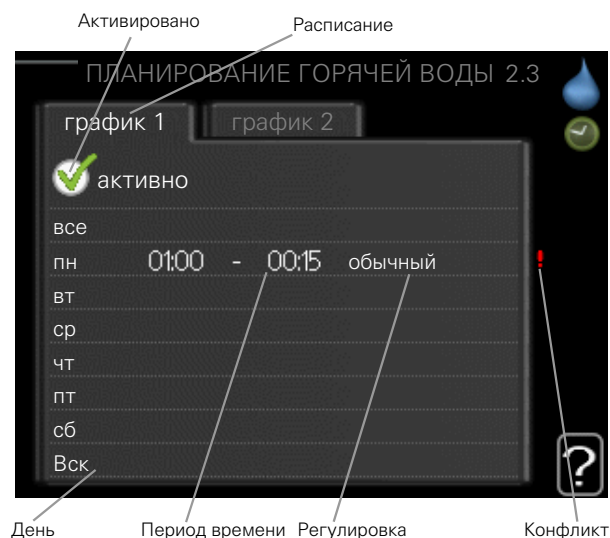 Активировано
Расписание
ПЛАНИРОВАНИЕ ГОРЯЧЕЙ ВОДЫ 2.3
график 1 график 2
активно
все
пн 01:00 - 00:15 обычный !
вт
ср
чт
пт
сб
Вск
?
День Период времени Регулировка Конфликт